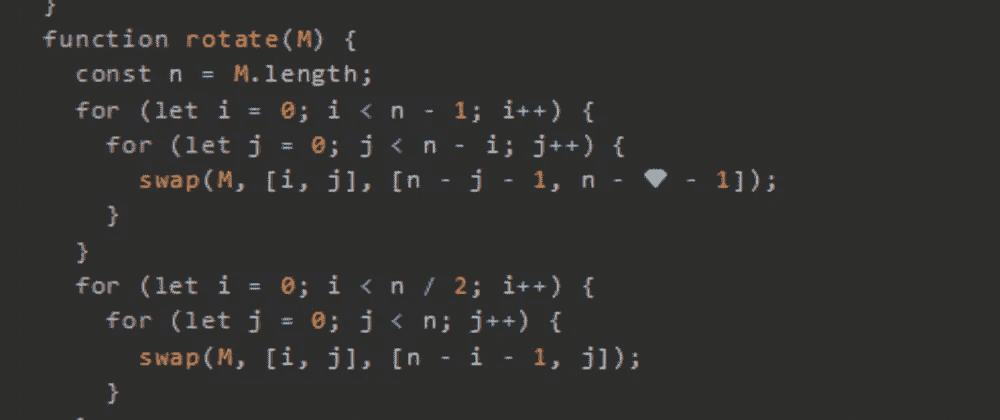 }
function rotate(M) {
const n = M.length;
for (let i = 0; i < n - 1; i++) {
for (let j = 0; j < n - i; j++) {
swap(M, [i, j], [n - j - 1, n - ♥ - 1]);
}
}
for (let i = 0; i < n / 2; i++) {
for (let j = 0; j < n; j++) {
swap(M, [i, j], [n - i - 1, j]);
}